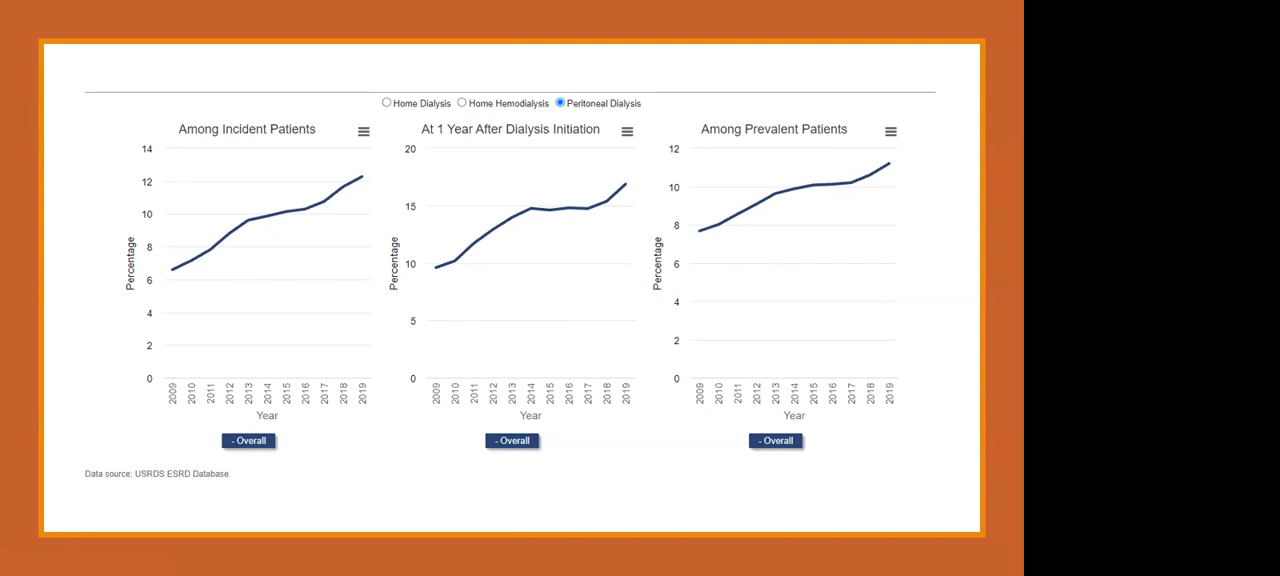 Home Dialysis Home Hemodialysis Peritoneal Dialysis
Among Incident Patients
14
12
10
8
6
4
2
0
Percentage
2009 2010 2011 2012 2013 2014 2015 2016 2017 2018 2019
Year
- Overall
At 1 Year After Dialysis Initiation
20
15
10
5
0
Percentage
2009 2010 2011 2012 2013 2014 2015 2016 2017 2018 2019
Year
- Overall
Among Prevalent Patients
12
10
8
6
4
2
0
Percentage
2009 2010 2011 2012 2013 2014 2015 2016 2017 2018 2019
Year
- Overall
Data source: USRDS ESRD Database.